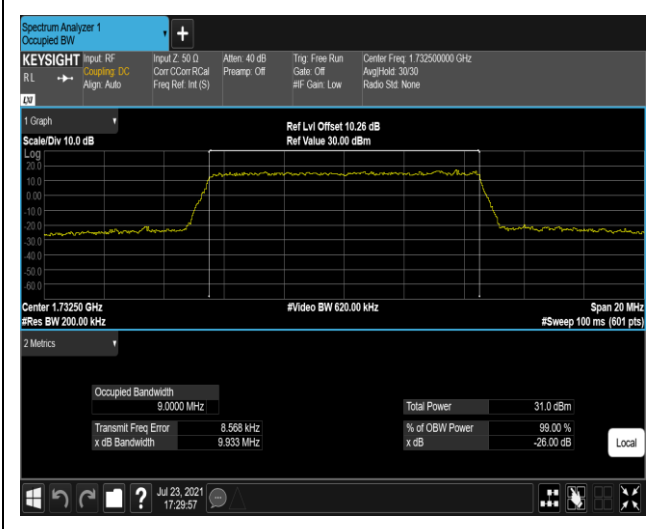 Spectrum Analyzer 1
Occupied BW
+
KEYSIGHT Input: RF Input Z: 50 Ω Atten: 40 dB Trig: Free Run Center Freq: 1.732500000 GHz
RL Coupling: DC Corr CCorr RCal Preamp: Off Gate: Off Avg|Hold: 30/30
Align: Auto Freq Ref: Int (S) #IF Gain: Low Radio Std: None
LXI
1 Graph
Ref Lvl Offset 10.26 dB
Scale/Div 10.0 dB Ref Value 30.00 dBm
Log
20.0
10.0
0.00
-10.0
-20.0
-30.0
-40.0
-50.0
-60.0
Center 1.73250 GHz #Video BW 620.00 kHz Span 20 MHz
#Res BW 200.00 kHz #Sweep 100 ms (601 pts)
2 Metrics
Occupied Bandwidth
9.0000 MHz Total Power 31.0 dBm
Transmit Freq Error 8.568 kHz % of OBW Power 99.00 %
x dB Bandwidth 9.933 MHz x dB -26.00 dB
Local
? Jul 23, 2021
17:29:57